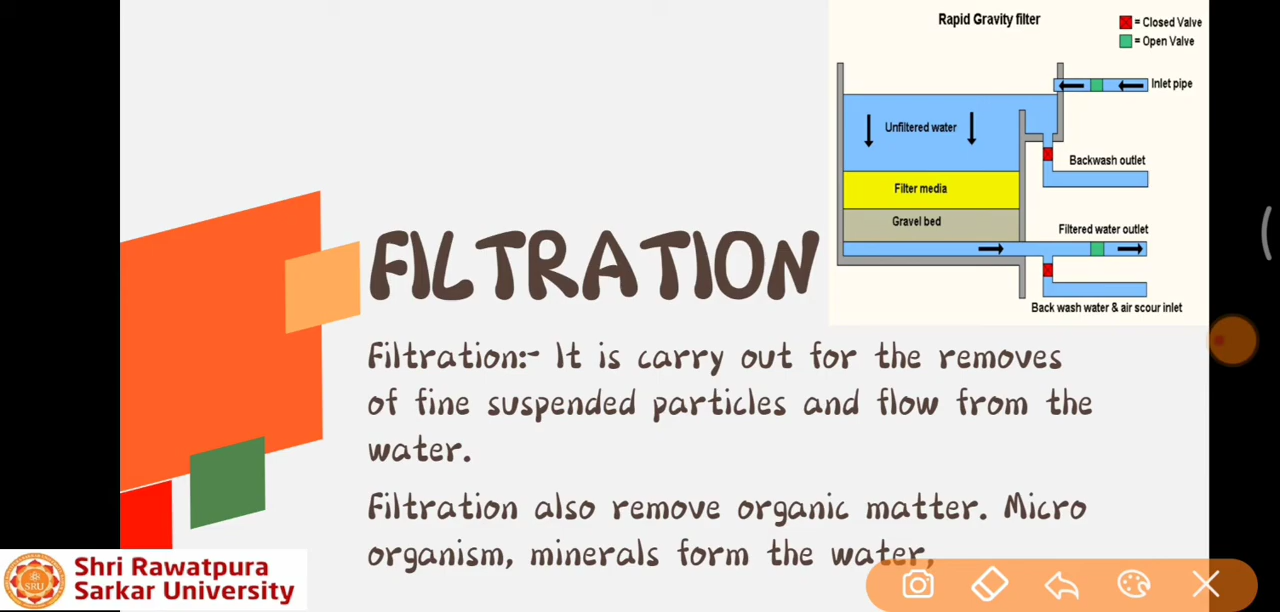 Rapid Gravity filter
= Closed Valve
= Open Valve
Inlet pipe
Unfiltered water
Backwash outlet
Filter media
Gravel bed
Filtered water outlet
Back wash water & air scour inlet
FILTRATION
Filtration:- It is carry out for the removes
of fine suspended particles and flow from the
water.
Filtration also remove organic matter. Micro
organism, minerals form the water,
Shri Rawatpura
Sarkar University
SRU